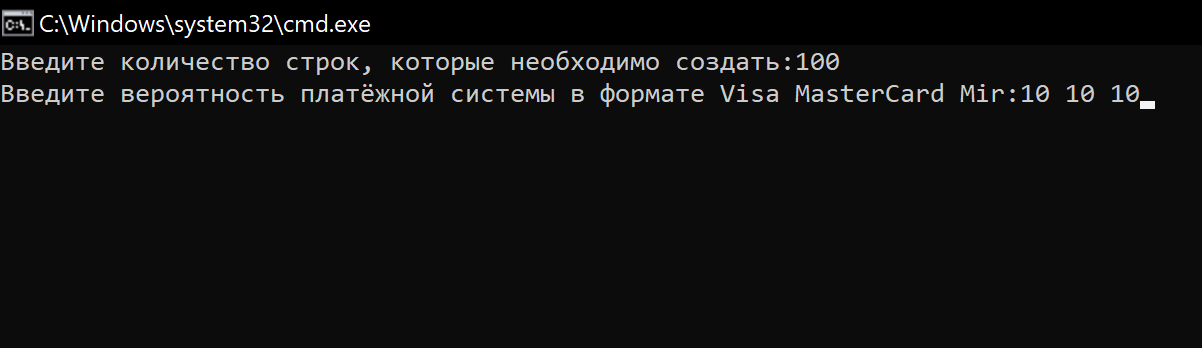 C:\Windows\system32\cmd.exe
Введите количество строк, которые необходимо создать:100
Введите вероятность платёжной системы в формате Visa MasterCard Mir:10 10 10